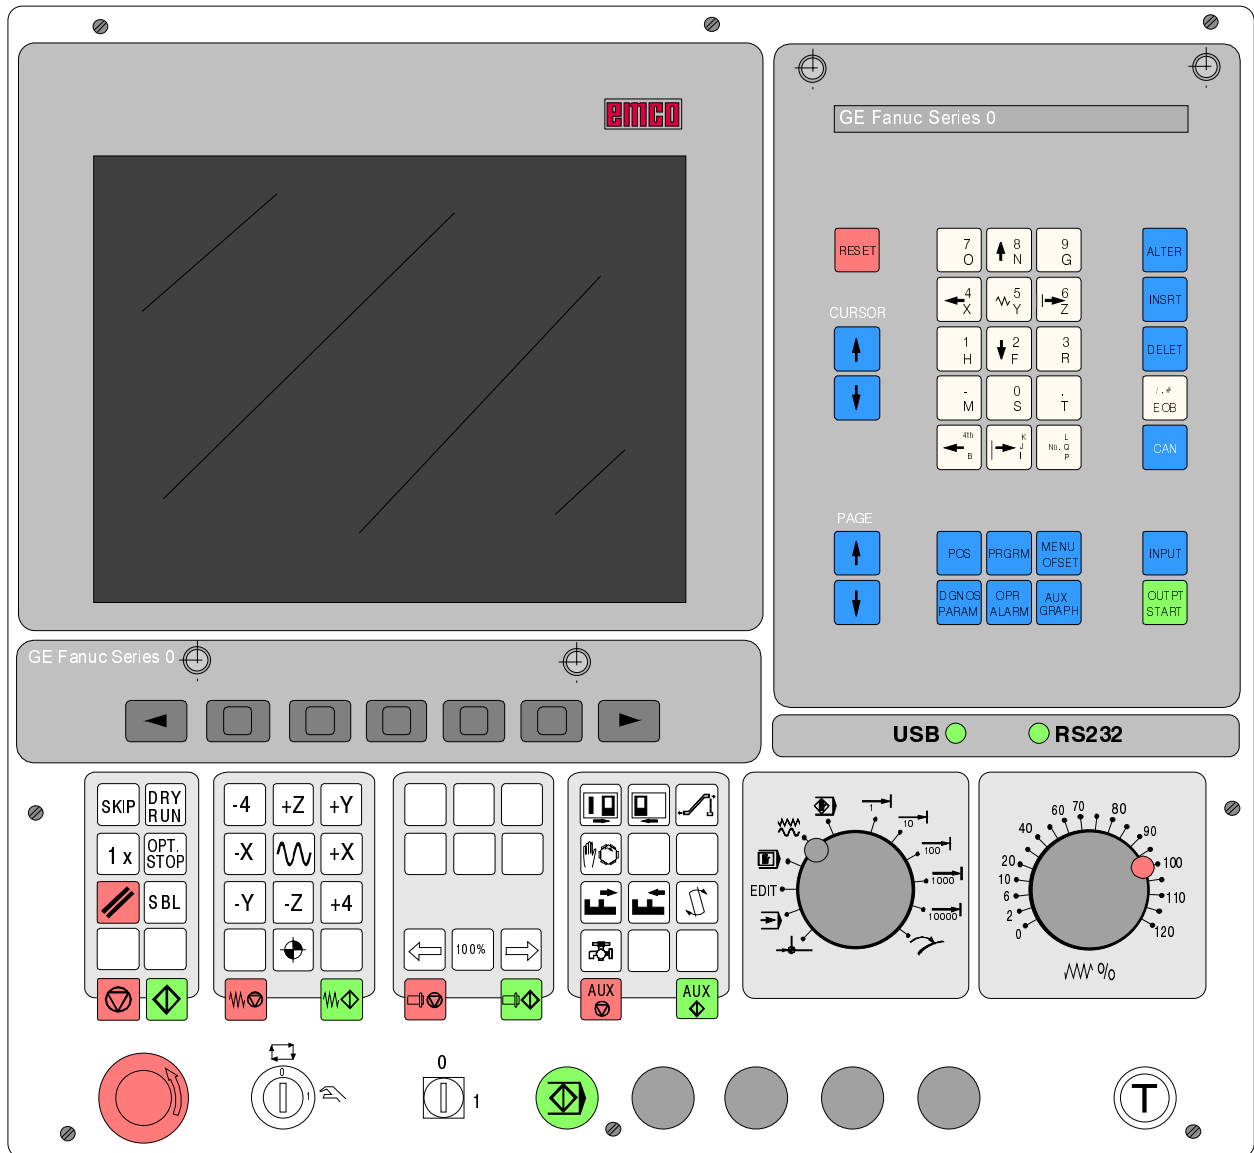 emco
GE Fanuc Series 0
RESET
7
O
8
N
9
G
ALTER
4
X
5
Y
6
Z
INSRT
CURSOR
1
H
2
F
3
R
DELET
-
M
0
S
.
T
/ . #
EOB
4th
B
K
J
I
No.
L
Q
P
CAN
PAGE
POS
PRGRM
MENU
OFSET
INPUT
DGNOS
PARAM
OPR
ALARM
AUX
GRAPH
OUTPT
START
GE Fanuc Series 0
USB
RS232
SKIP
DRY
RUN
1 x
OPT.
STOP
SBL
-4
+Z
+Y
-X
+X
-Y
-Z
+4
100%
1
AUX
AUX
EDIT
1
10
100
1000
10000
0
2
6
10
20
40
60
70
80
90
100
110
120
%
0
1
0
1
T